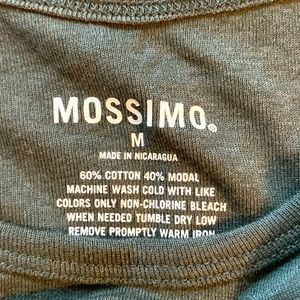 MOSSIMO®
M
MADE IN NICARAGUA
60% COTTON 40% MODAL
MACHINE WASH COLD WITH LIKE
COLORS ONLY NON-CHLORINE BLEACH
WHEN NEEDED TUMBLE DRY LOW
REMOVE PROMPTLY WARM IRON